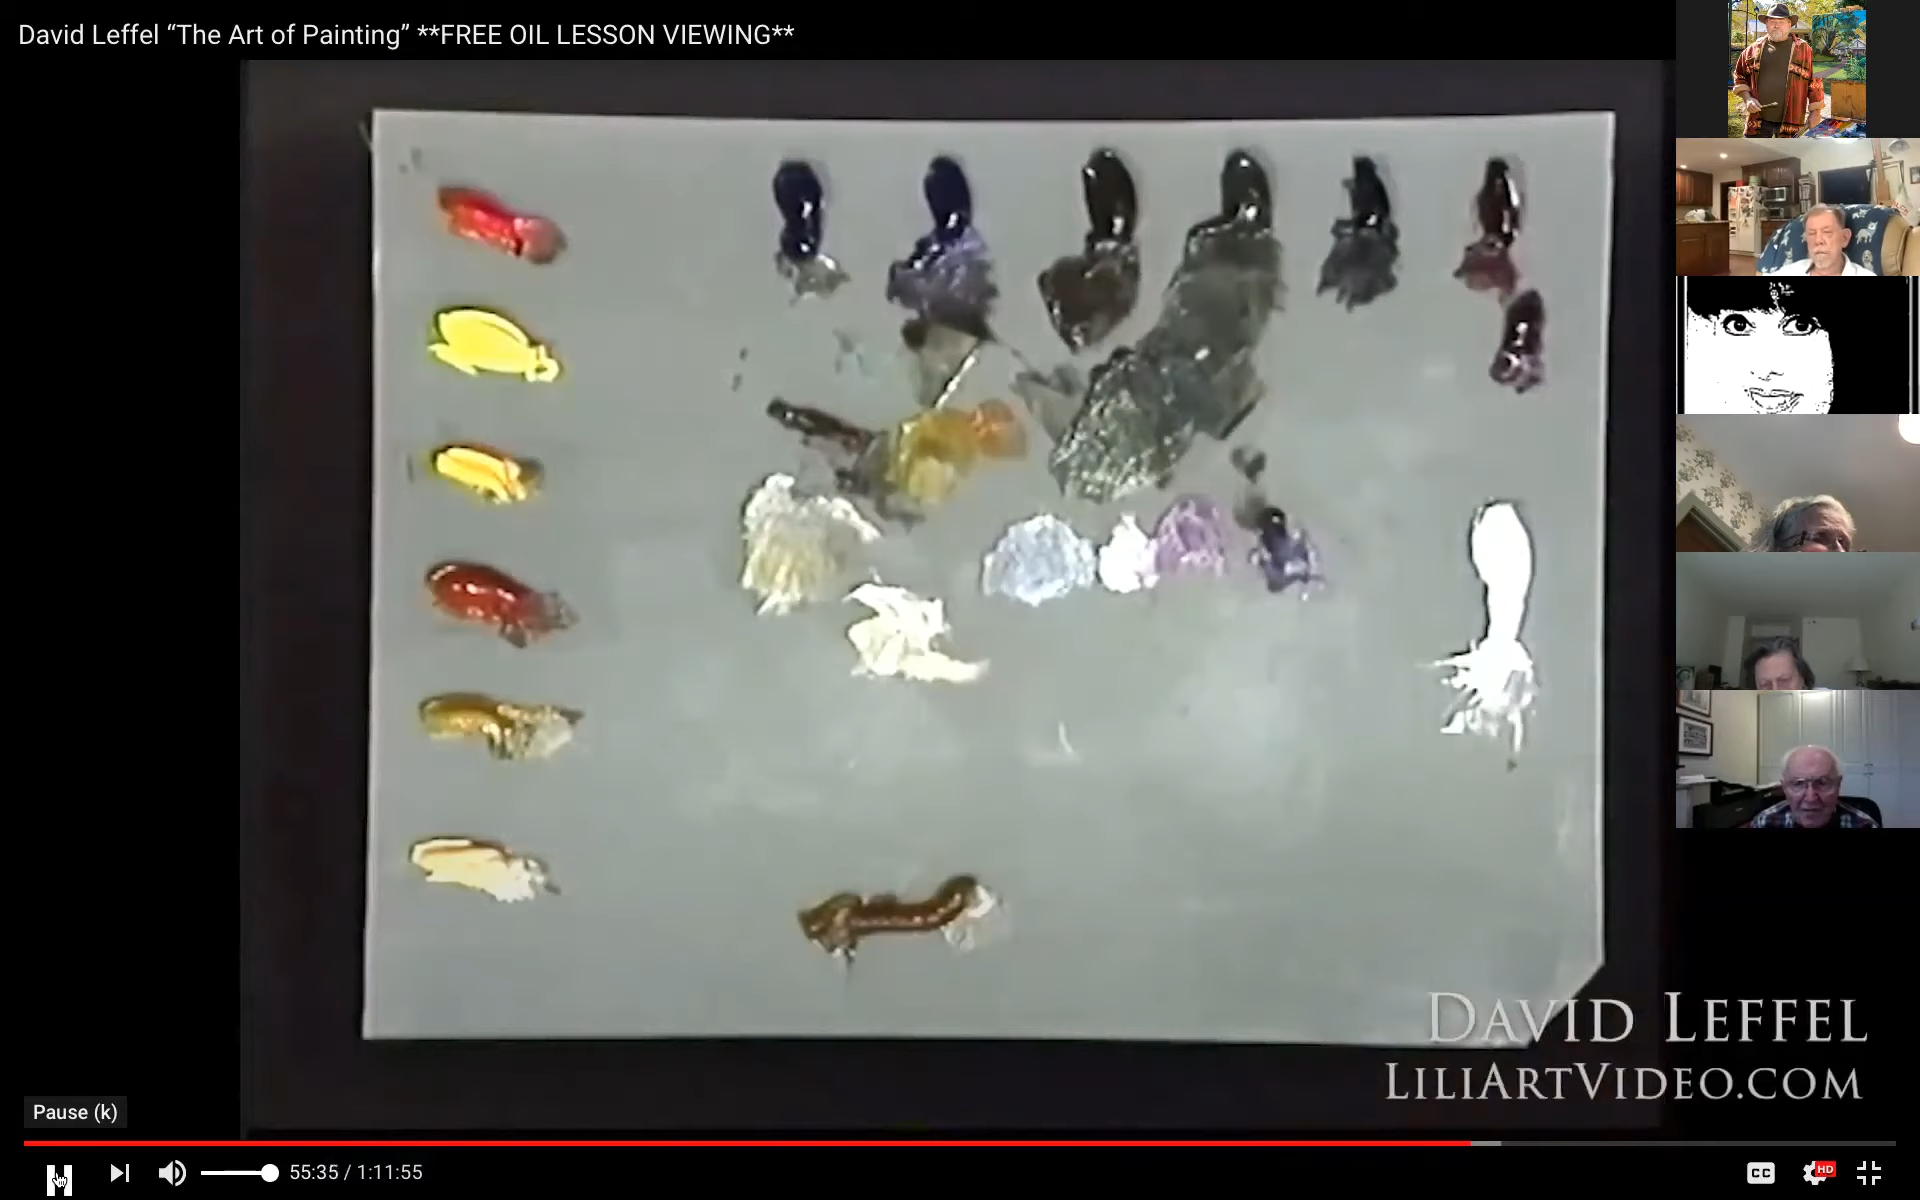 David Leffel “The Art of Painting” **FREE OIL LESSON VIEWING**
DAVID LEFFEL
LILIARTVIDEO.COM
Pause (k)
55:35 / 1:11:55
CC
HD